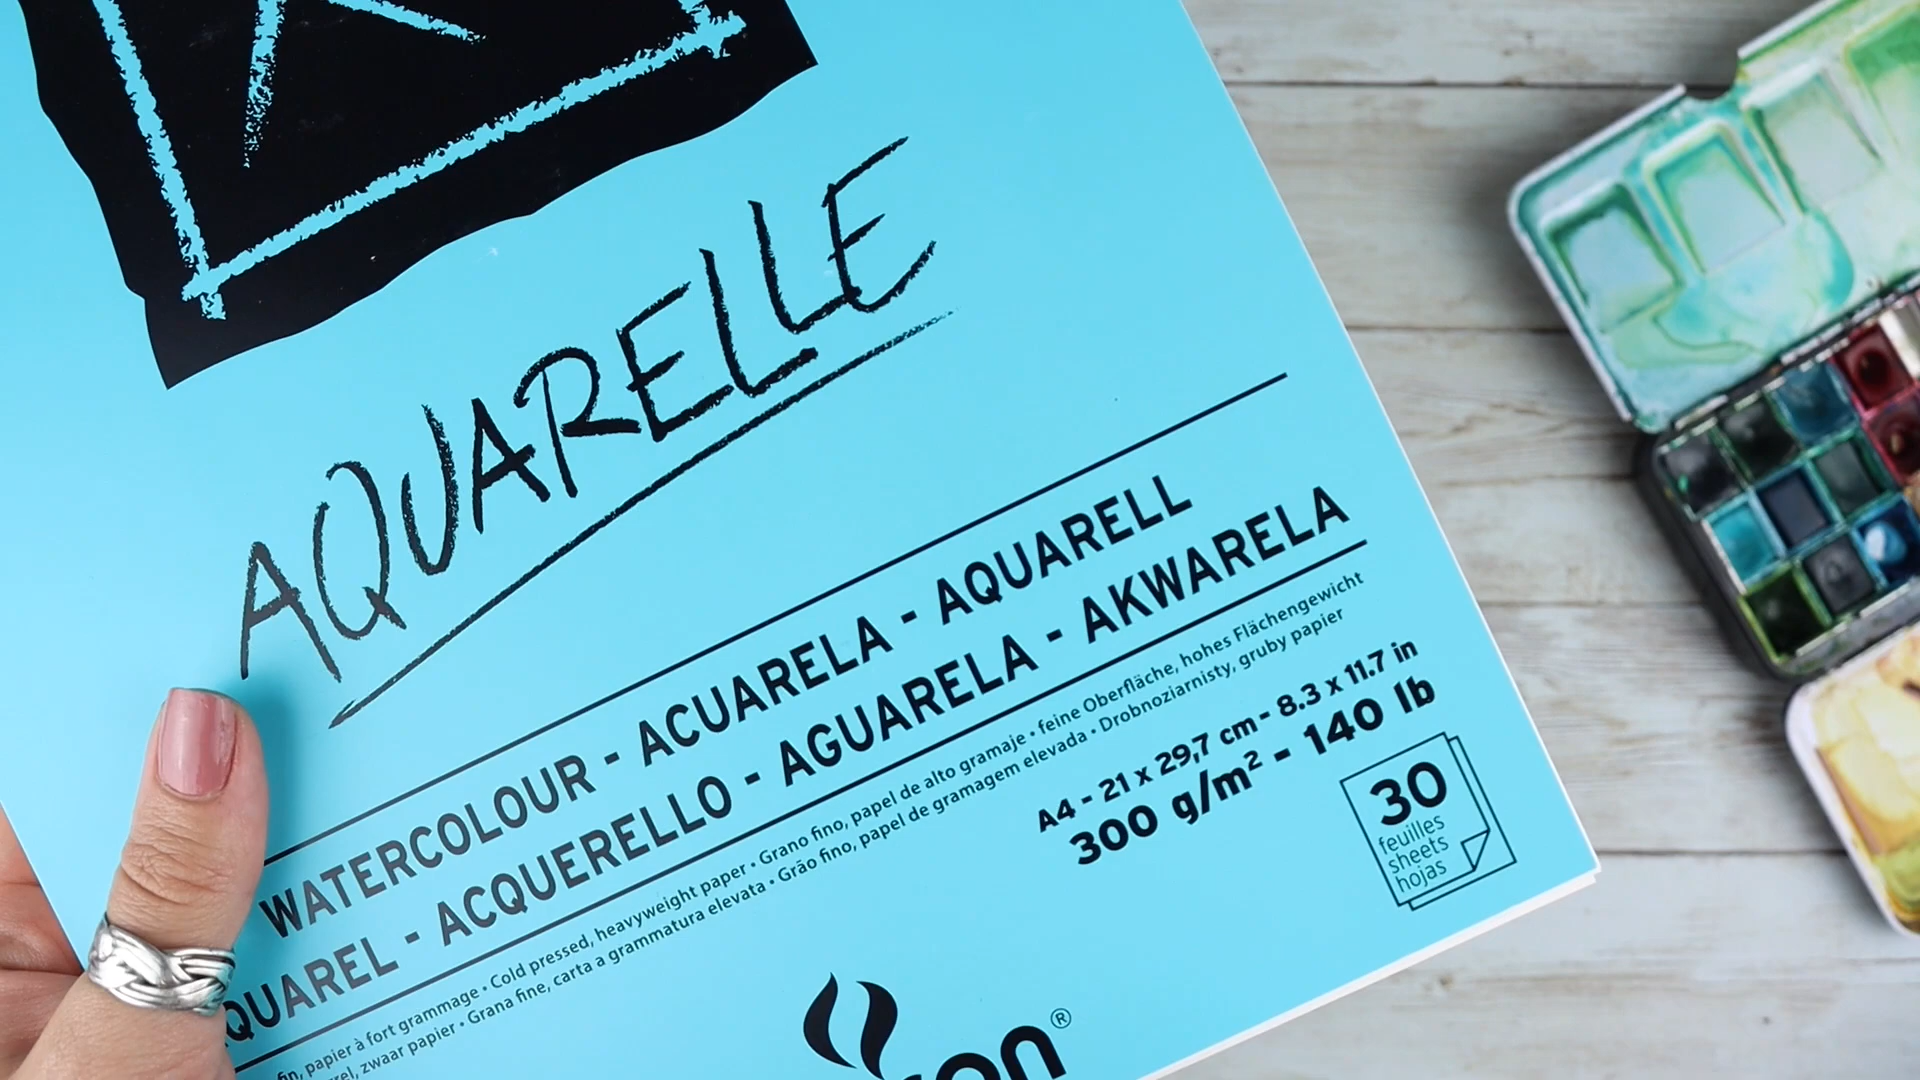 AQUARELLE
WATERCOLOUR - ACUARELA - AQUARELL
ACQUERELLO - AGUARELA - AKWARELA
papier à fort grammage • Cold pressed, heavyweight paper • Grano fino, papel de alto gramaje • feine Oberfläche, hohes Flächengewicht
zwaar papier • Grana fine, carta a grammatura elevata • Grão fino, papel de gramagem elevada • Drobnoziarnisty, gruby papier
A4 - 21 x 29,7 cm - 8.3 x 11.7 in
300 g/m² - 140 lb
30
feuilles
sheets
hojas
®